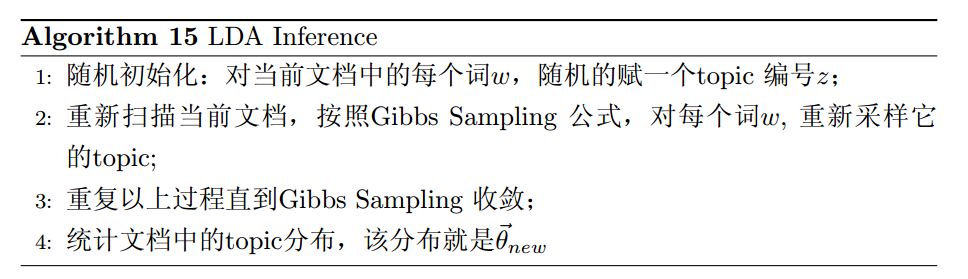 Algorithm 15 LDA Inference
1: 随机初始化：对当前文档中的每个词w，随机的赋一个topic 编号z；
2: 重新扫描当前文档，按照Gibbs Sampling 公式，对每个词w, 重新采样它
的topic;
3: 重复以上过程直到Gibbs Sampling 收敛；
4: 统计文档中的topic分布，该分布就是$\vec{\theta}_{new}$